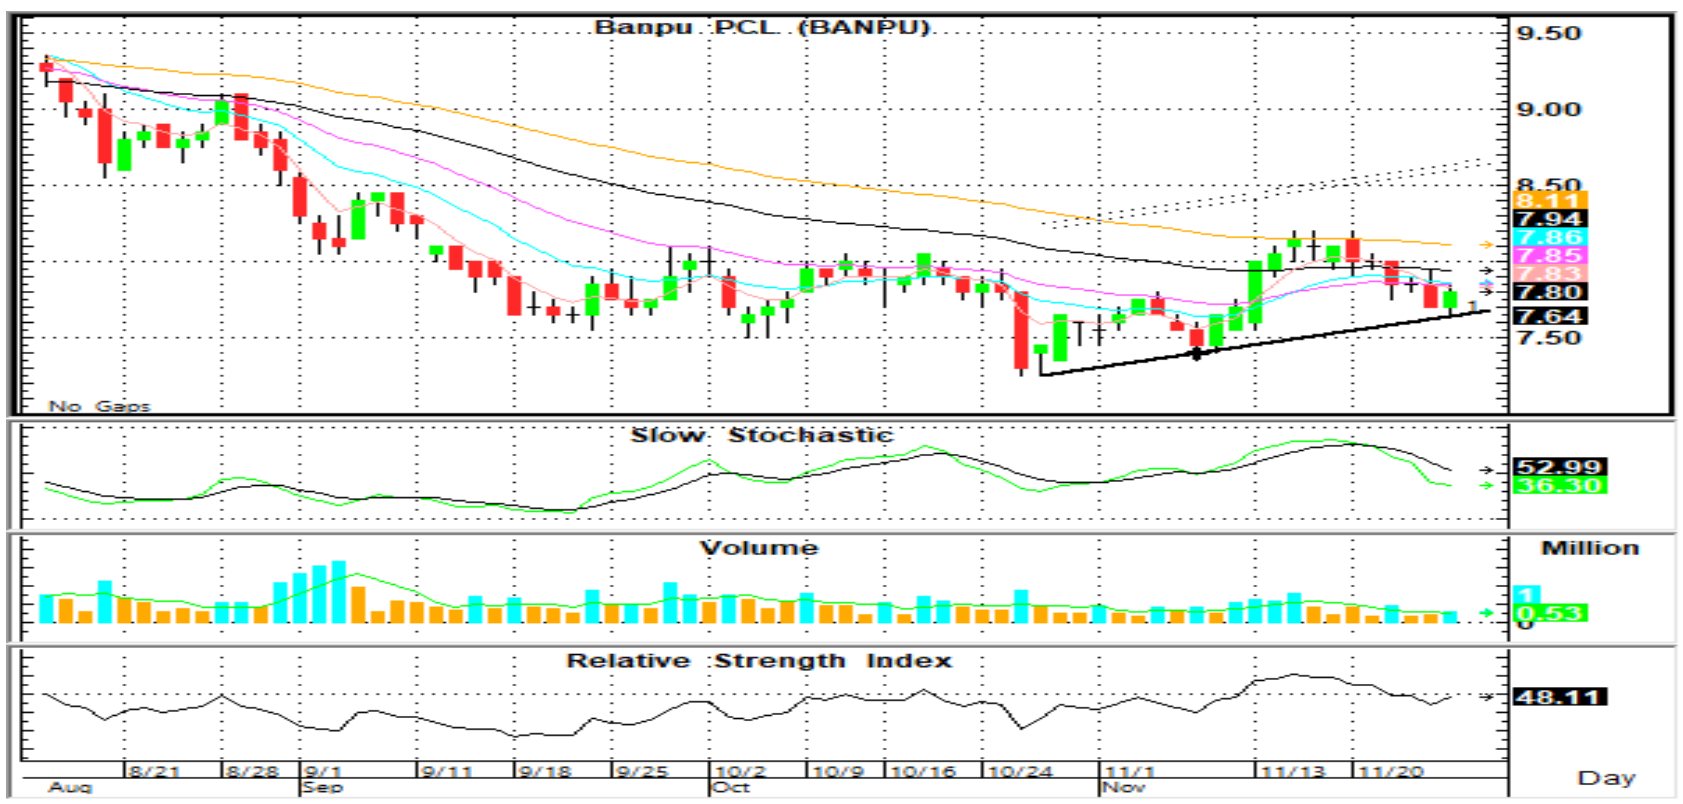 Banpu PCL (BANPU)
9.50
9.00
8.50
8.11
7.94
7.86
7.85
7.83
7.80
7.64
7.50
1
No Gaps
Slow Stochastic
52.99
36.30
Volume
Million
1
0.53
0
Relative Strength Index
48.11
8/21 8/28 9/1 9/11 9/18 9/25 10/2 10/9 10/16 10/24 11/1 11/13 11/20
Aug Sep Oct Nov
Day